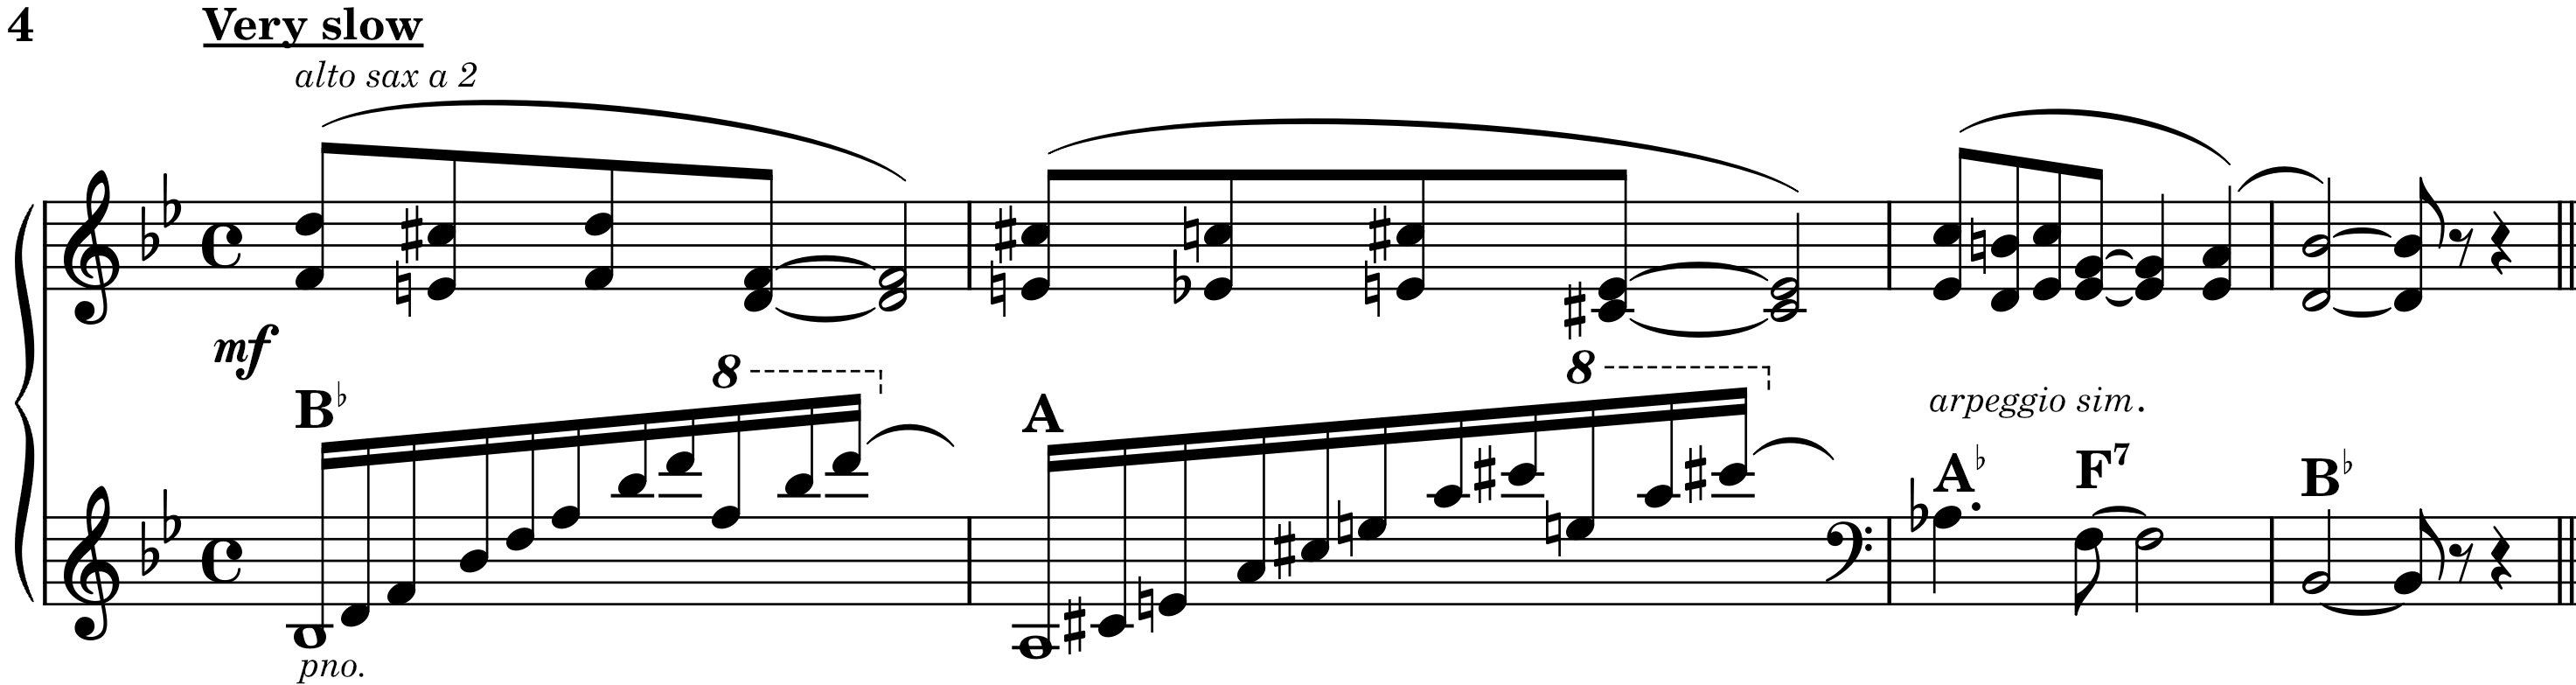 4 Very slow
alto sax a 2
mf
8
8
B♭ A arpeggio sim.
A♭ F7 B♭
pno.